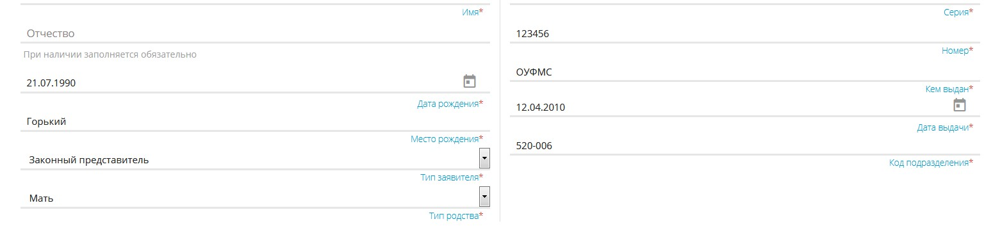 Имя*
Отчество
При наличии заполняется обязательно
21.07.1990
Дата рождения*
Горький
Место рождения*
Законный представитель
Тип заявителя*
Мать
Тип родства*
Серия*
123456
Номер*
ОУФМС
Кем выдан*
12.04.2010
Дата выдачи*
520-006
Код подразделения*